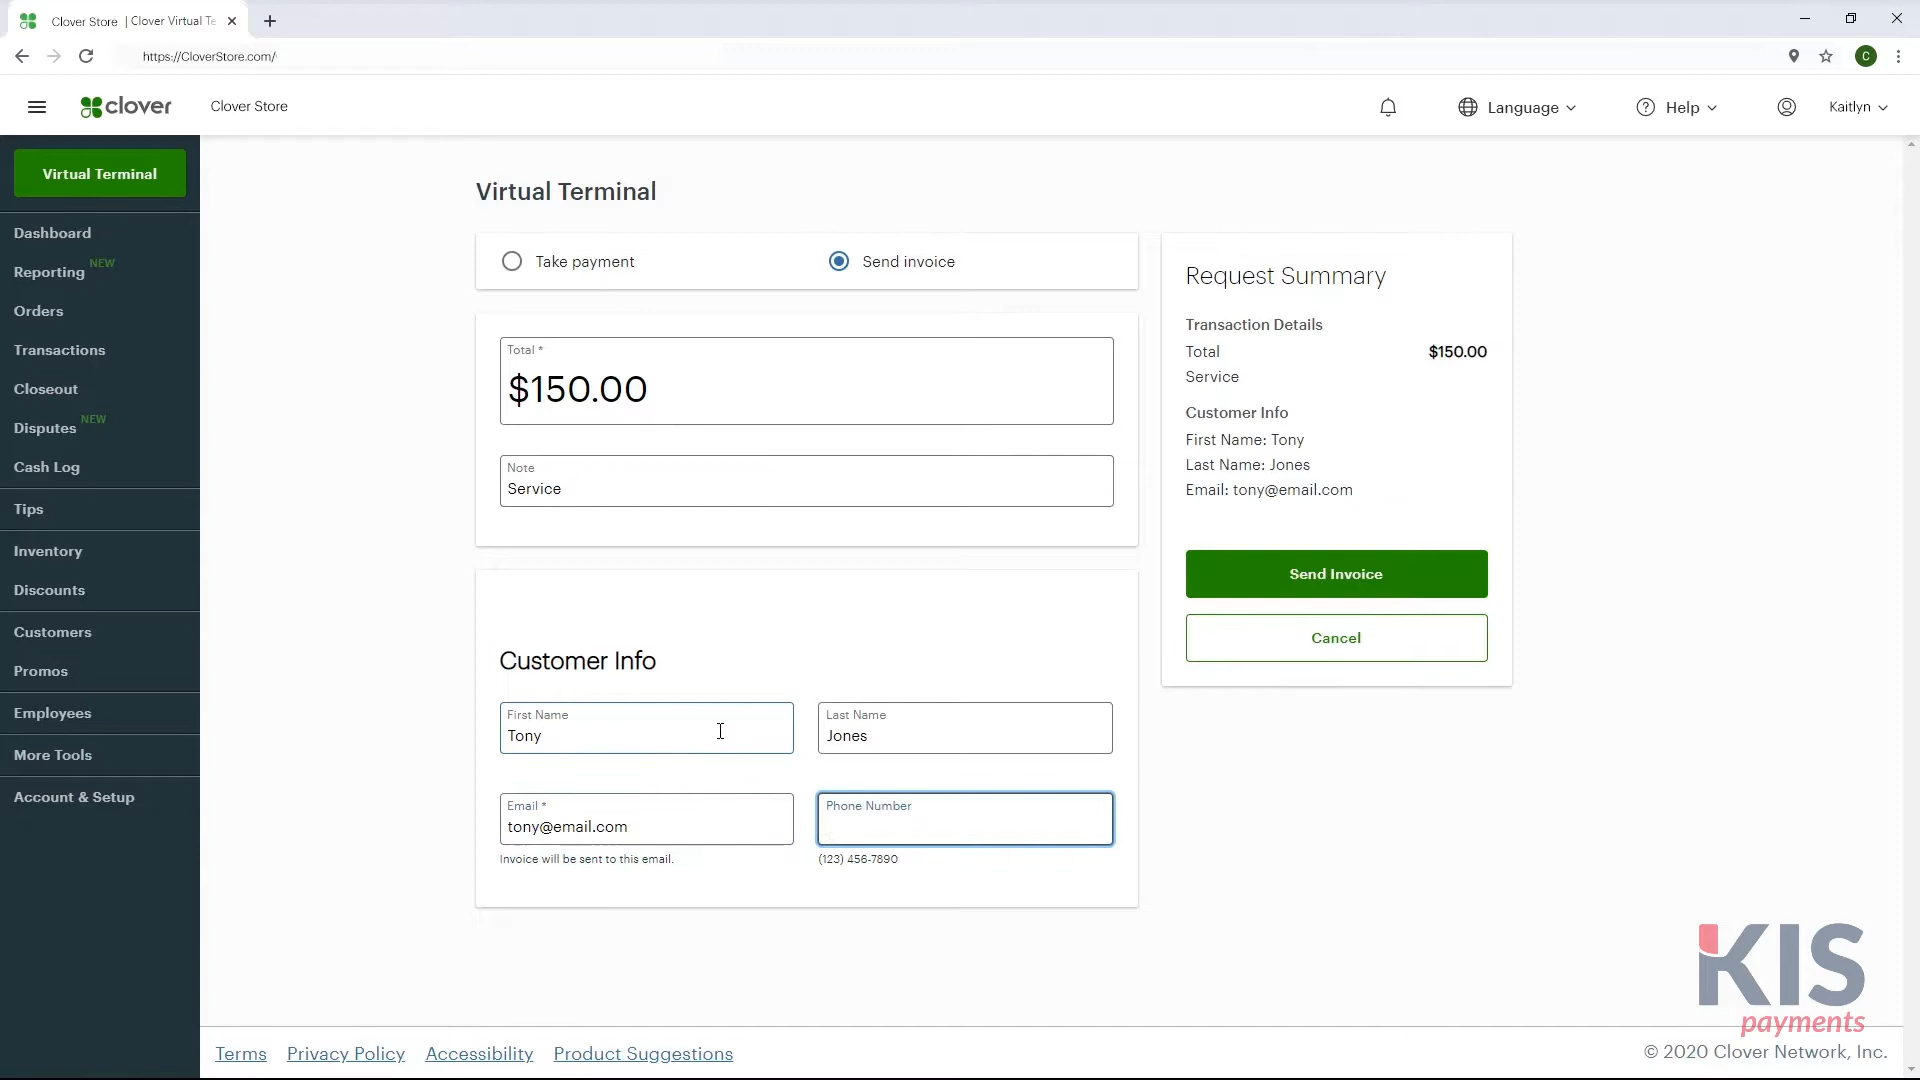 Clover Store | Clover Virtual Te
https://CloverStore.com/
clover
Clover Store
Language
Help
Kaitlyn
C
Virtual Terminal
Dashboard
Reporting NEW
Orders
Transactions
Closeout
Disputes NEW
Cash Log
Tips
Inventory
Discounts
Customers
Promos
Employees
More Tools
Account & Setup
Virtual Terminal
Take payment
Send invoice
Total *
$150.00
Note
Service
Customer Info
First Name
Tony
Last Name
Jones
Email *
tony@email.com
Invoice will be sent to this email.
Phone Number
(123) 456-7890
Request Summary
Transaction Details
Total $150.00
Service
Customer Info
First Name: Tony
Last Name: Jones
Email: tony@email.com
Send Invoice
Cancel
KIS
payments
Terms
Privacy Policy
Accessibility
Product Suggestions
© 2020 Clover Network, Inc.